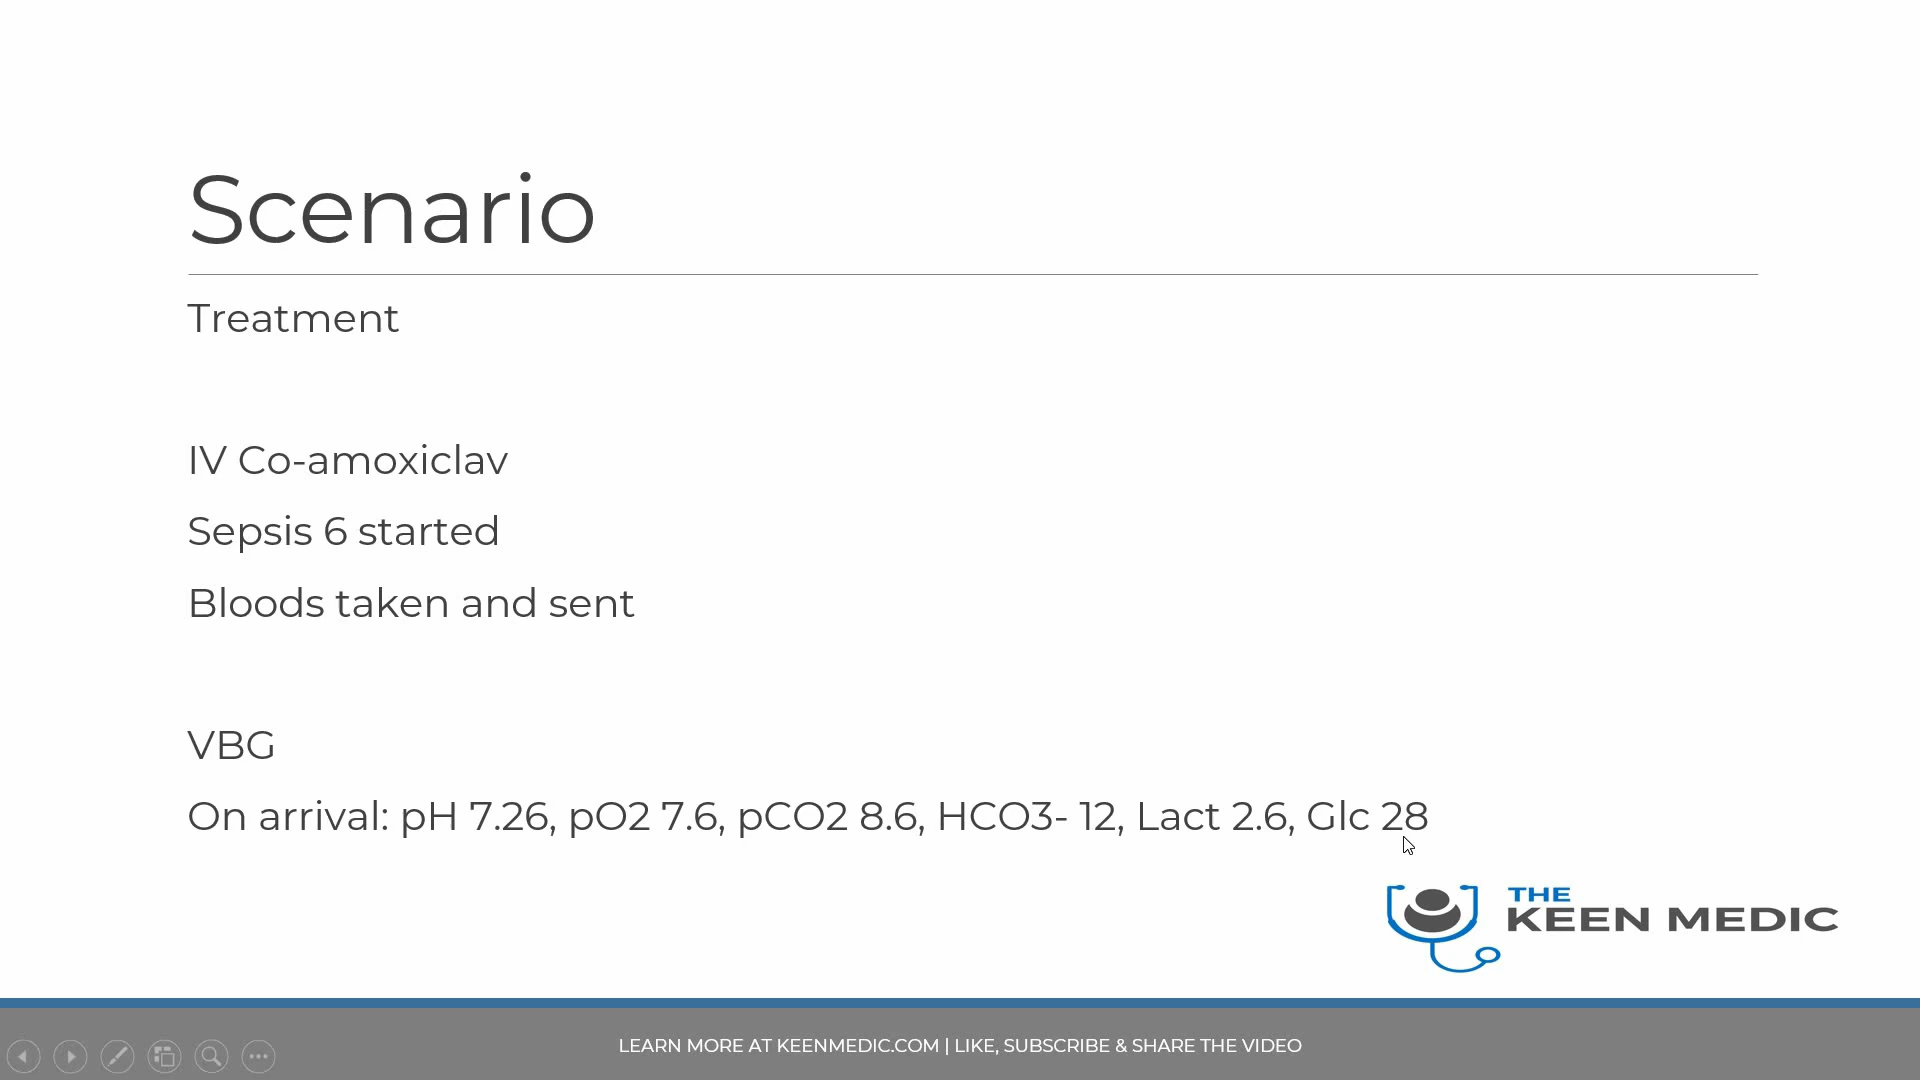 Scenario
Treatment
IV Co-amoxiclav
Sepsis 6 started
Bloods taken and sent
VBG
On arrival: pH 7.26, pO2 7.6, pCO2 8.6, HCO3- 12, Lact 2.6, Glc 28
THE
KEEN MEDIC
LEARN MORE AT KEENMEDIC.COM | LIKE, SUBSCRIBE & SHARE THE VIDEO